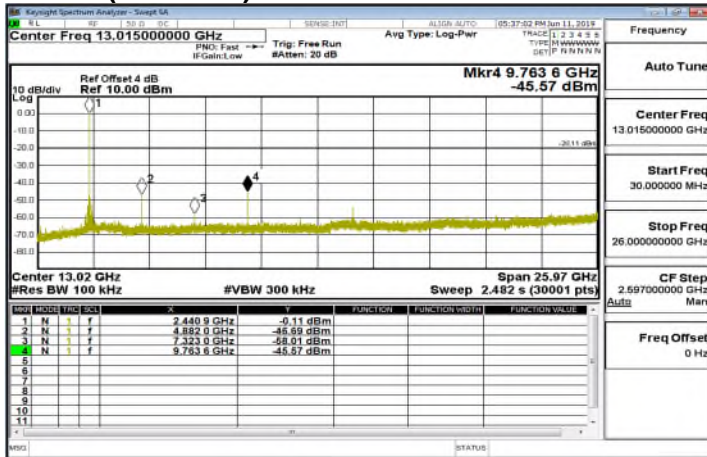 Keysight Spectrum Analyzer - Swept SA
RL RF 50 Ω DC SENSE:INT ALIGN AUTO 05:37:02 PM Jun 11, 2019
Center Freq 13.015000000 GHz
PNO: Fast
IFGain:Low
Trig: Free Run
#Atten: 20 dB
Avg Type: Log-Pwr
TRACE 1 2 3 4 5 6
TYPE M W W W W W
DET P N N N N N
Ref Offset 4 dB
10 dB/div Ref 10.00 dBm
Log
Mkr4 9.763 6 GHz
-45.57 dBm
1
0.00
-10.0
-20.0
-20.11 dBm
-30.0
-40.0
2
3
4
-50.0
-60.0
-70.0
-80.0
Center 13.02 GHz
#Res BW 100 kHz
#VBW 300 kHz
Span 25.97 GHz
Sweep 2.482 s (30001 pts)
MKR MODE TRC SCL X Y FUNCTION FUNCTION WIDTH FUNCTION VALUE
1 N 1 f 2.440 9 GHz -0.11 dBm
2 N 1 f 4.882 0 GHz -45.69 dBm
3 N 1 f 7.323 0 GHz -58.01 dBm
4 N 1 f 9.763 6 GHz -45.57 dBm
5
6
7
8
9
10
11
MSG
STATUS
Frequency
Auto Tune
Center Freq
13.015000000 GHz
Start Freq
30.000000 MHz
Stop Freq
26.000000000 GHz
CF Step
2.597000000 GHz
Auto Man
Freq Offset
0 Hz